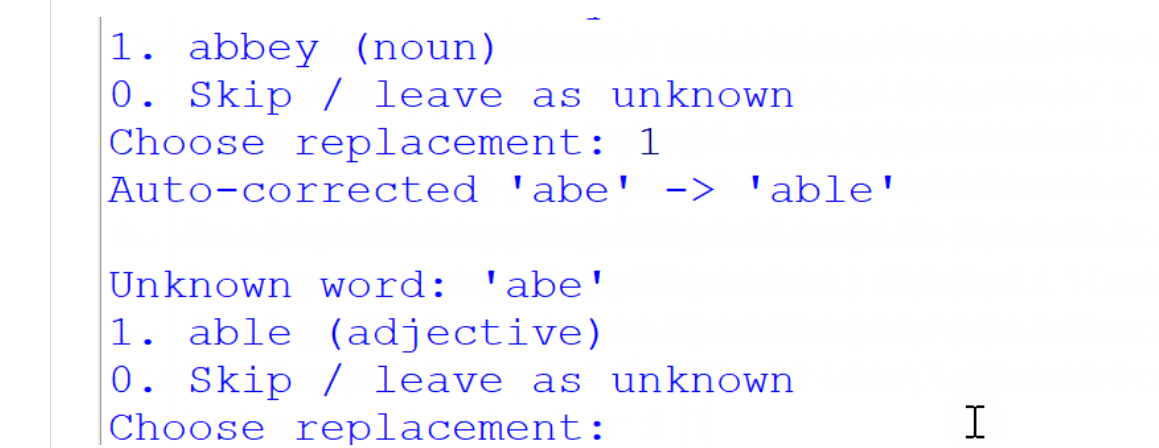 1. abbey (noun)
0. Skip / leave as unknown
Choose replacement: 1
Auto-corrected 'abe' -> 'able'
Unknown word: 'abe'
1. able (adjective)
0. Skip / leave as unknown
Choose replacement: